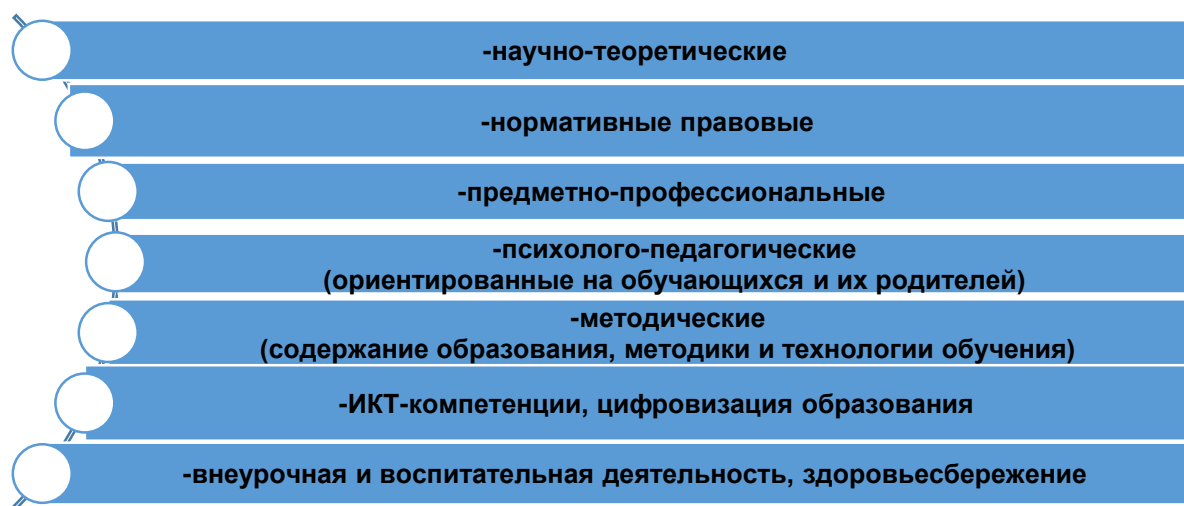 -научно-теоретические
-нормативные правовые
-предметно-профессиональные
-психолого-педагогические
(ориентированные на обучающихся и их родителей)
-методические
(содержание образования, методики и технологии обучения)
-ИКТ-компетенции, цифровизация образования
-внеурочная и воспитательная деятельность, здоровьесбережение